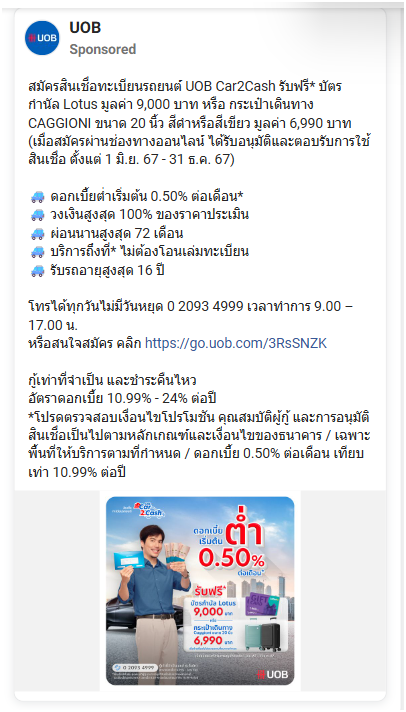 UOB
UOB
Sponsored
สมัครสินเชื่อทะเบียนรถยนต์ UOB Car2Cash รับฟรี* บัตร
กำนัล Lotus มูลค่า 9,000 บาท หรือ กระเป๋าเดินทาง
CAGGIONI ขนาด 20 นิ้ว สีดำหรือสีเขียว มูลค่า 6,990 บาท
(เมื่อสมัครผ่านช่องทางออนไลน์ ได้รับอนุมัติและตอบรับการใช้
สินเชื่อ ตั้งแต่ 1 มิ.ย. 67 - 31 ธ.ค. 67)
🚙 ดอกเบี้ยต่ำเริ่มต้น 0.50% ต่อเดือน*
🚙 วงเงินสูงสุด 100% ของราคาประเมิน
🚙 ผ่อนนานสูงสุด 72 เดือน
🚙 บริการถึงที่* ไม่ต้องโอนเล่มทะเบียน
🚙 รับรถอายุสูงสุด 16 ปี
โทรได้ทุกวันไม่มีวันหยุด 0 2093 4999 เวลาทำการ 9.00 –
17.00 น.
หรือสนใจสมัคร คลิก https://go.uob.com/3RsSNZK
กู้เท่าที่จำเป็น และชำระคืนไหว
อัตราดอกเบี้ย 10.99% - 24% ต่อปี
*โปรดตรวจสอบเงื่อนไขโปรโมชัน คุณสมบัติผู้กู้ และการอนุมัติ
สินเชื่อเป็นไปตามหลักเกณฑ์และเงื่อนไขของธนาคาร / เฉพาะ
พื้นที่ให้บริการตามที่กำหนด / ดอกเบี้ย 0.50% ต่อเดือน เทียบ
เท่า 10.99% ต่อปี
Car
2Cash
ดอกเบี้ย
เริ่มต้น
ต่ำ
0.50%
ต่อเดือน*
รับฟรี*
บัตรกำนัล Lotus
9,000 บาท
หรือ
กระเป๋าเดินทาง
Caggioni ขนาด 20 นิ้ว
6,990 บาท
0 2093 4999
UOB